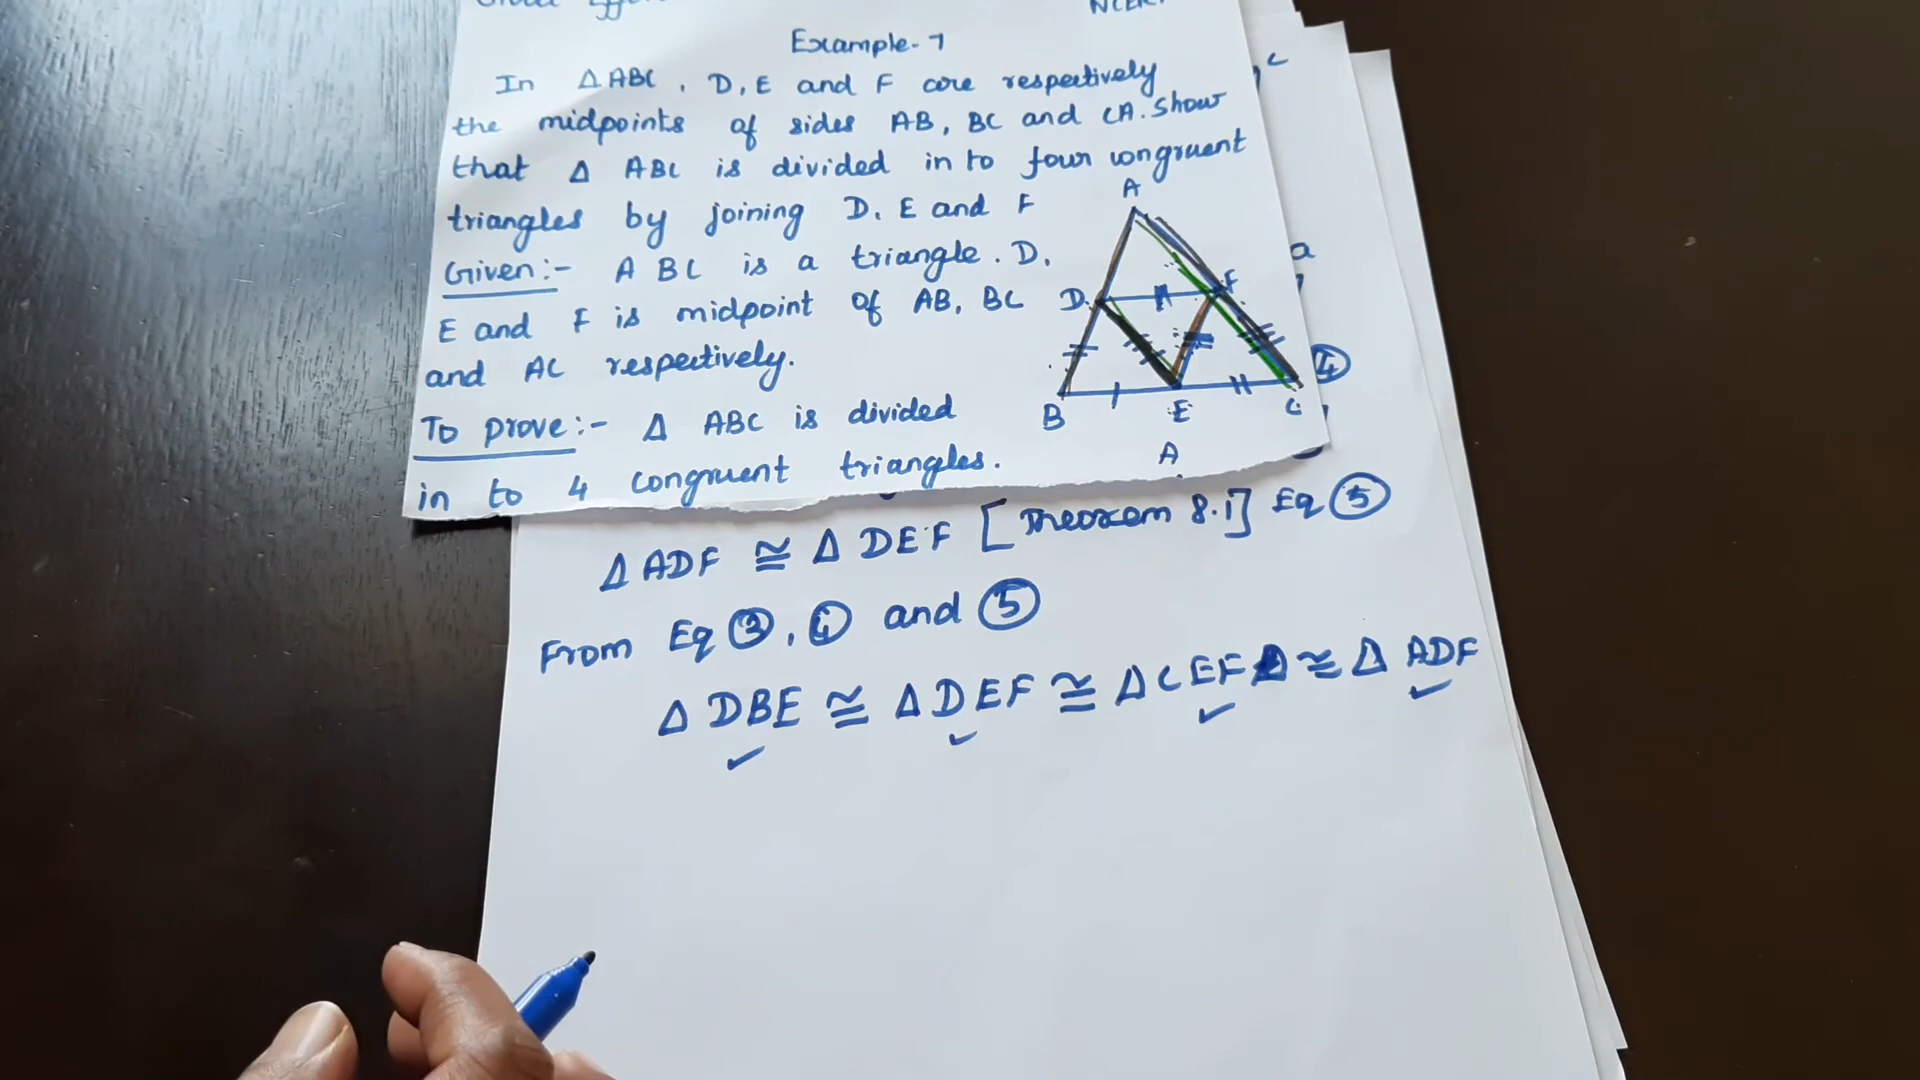 Example-7
In Δ ABC, D, E and F are respectively
the midpoints of sides AB, BC and CA. Show
that Δ ABC is divided in to four congruent
triangles by joining D, E and F
Given:- ABC is a triangle. D,
E and F is midpoint of AB, BC
and AC respectively.
To prove:- Δ ABC is divided
in to 4 congruent triangles.
A
D
F
B
E
C
c
a
④
A
Δ ADF ≅ Δ DEF [Theorem 8.1] Eq ⑤
From Eq ③, ④ and ⑤
Δ DBE ≅ Δ DEF ≅ Δ CEF ≅ Δ ADF